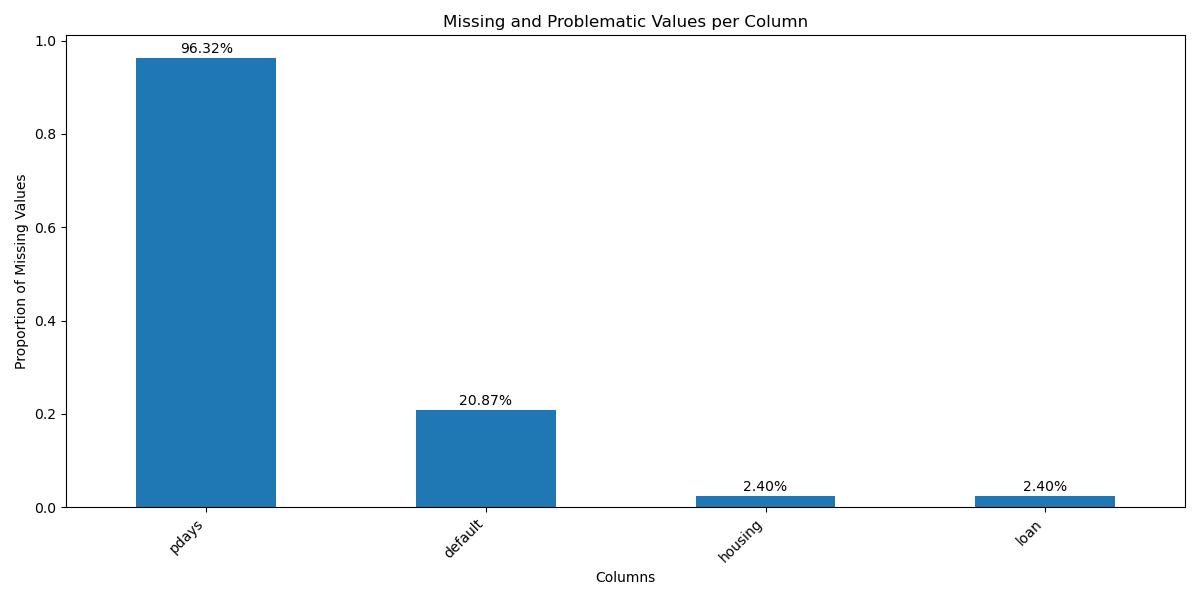 Missing and Problematic Values per Column
Proportion of Missing Values
1.0
0.8
0.6
0.4
0.2
0.0
96.32%
20.87%
2.40%
2.40%
pdays
default
housing
loan
Columns